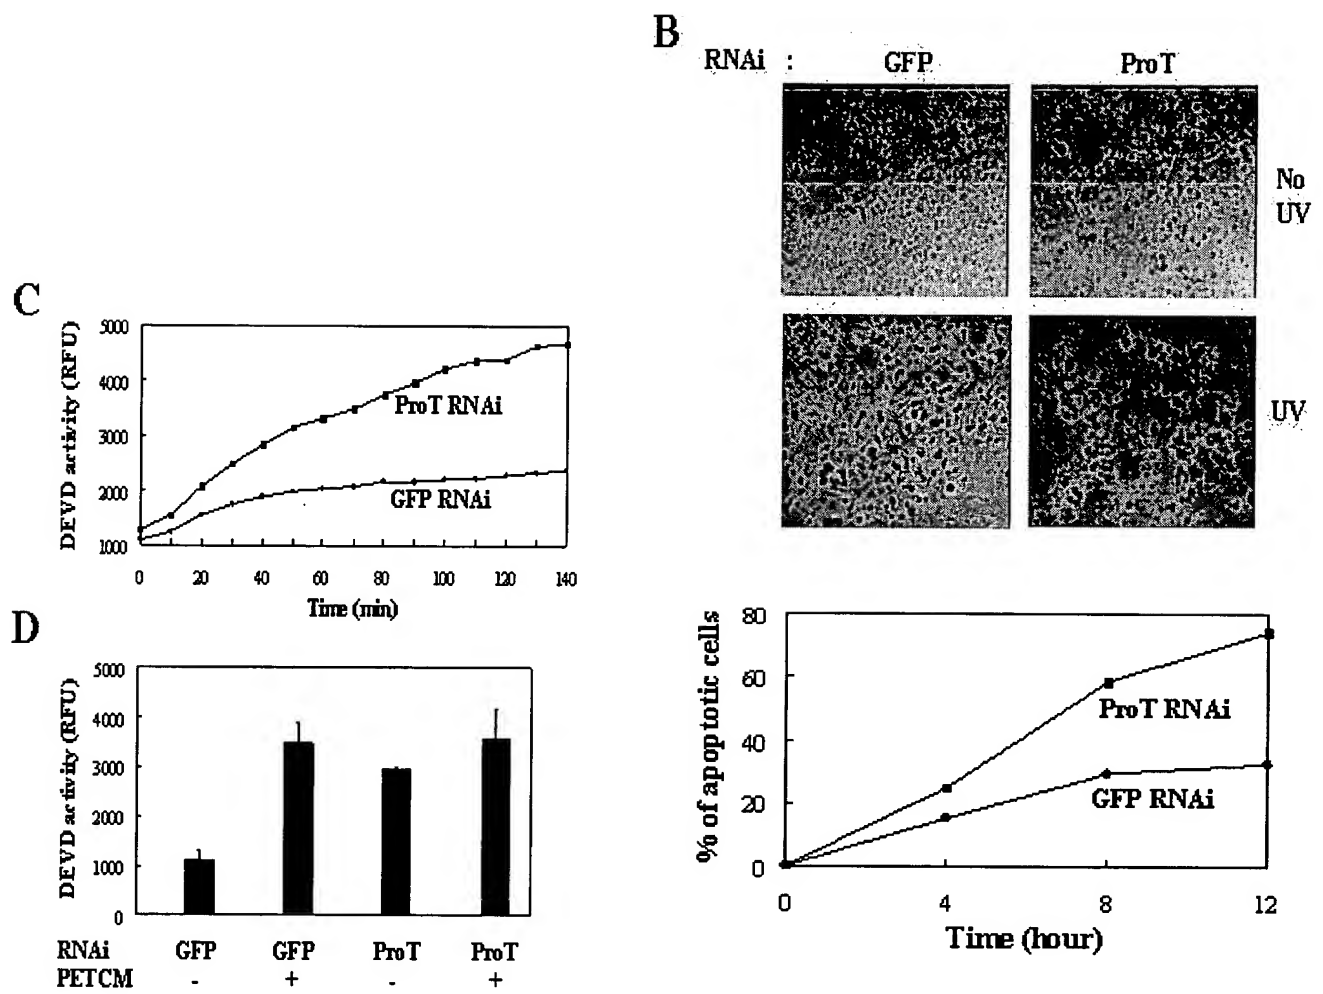 B
RNAi : GFP ProT
No
UV
UV
C
DEVD activity (RFU)
5000
4000
3000
2000
1000
ProT RNAi
GFP RNAi
0 20 40 60 80 100 120 140
Time (min)
D
DEVD activity (RFU)
5000
4000
3000
2000
1000
0
RNAi GFP GFP ProT ProT
PETCM - + - +
% of apoptotic cells
80
60
40
20
0
ProT RNAi
GFP RNAi
0 4 8 12
Time (hour)